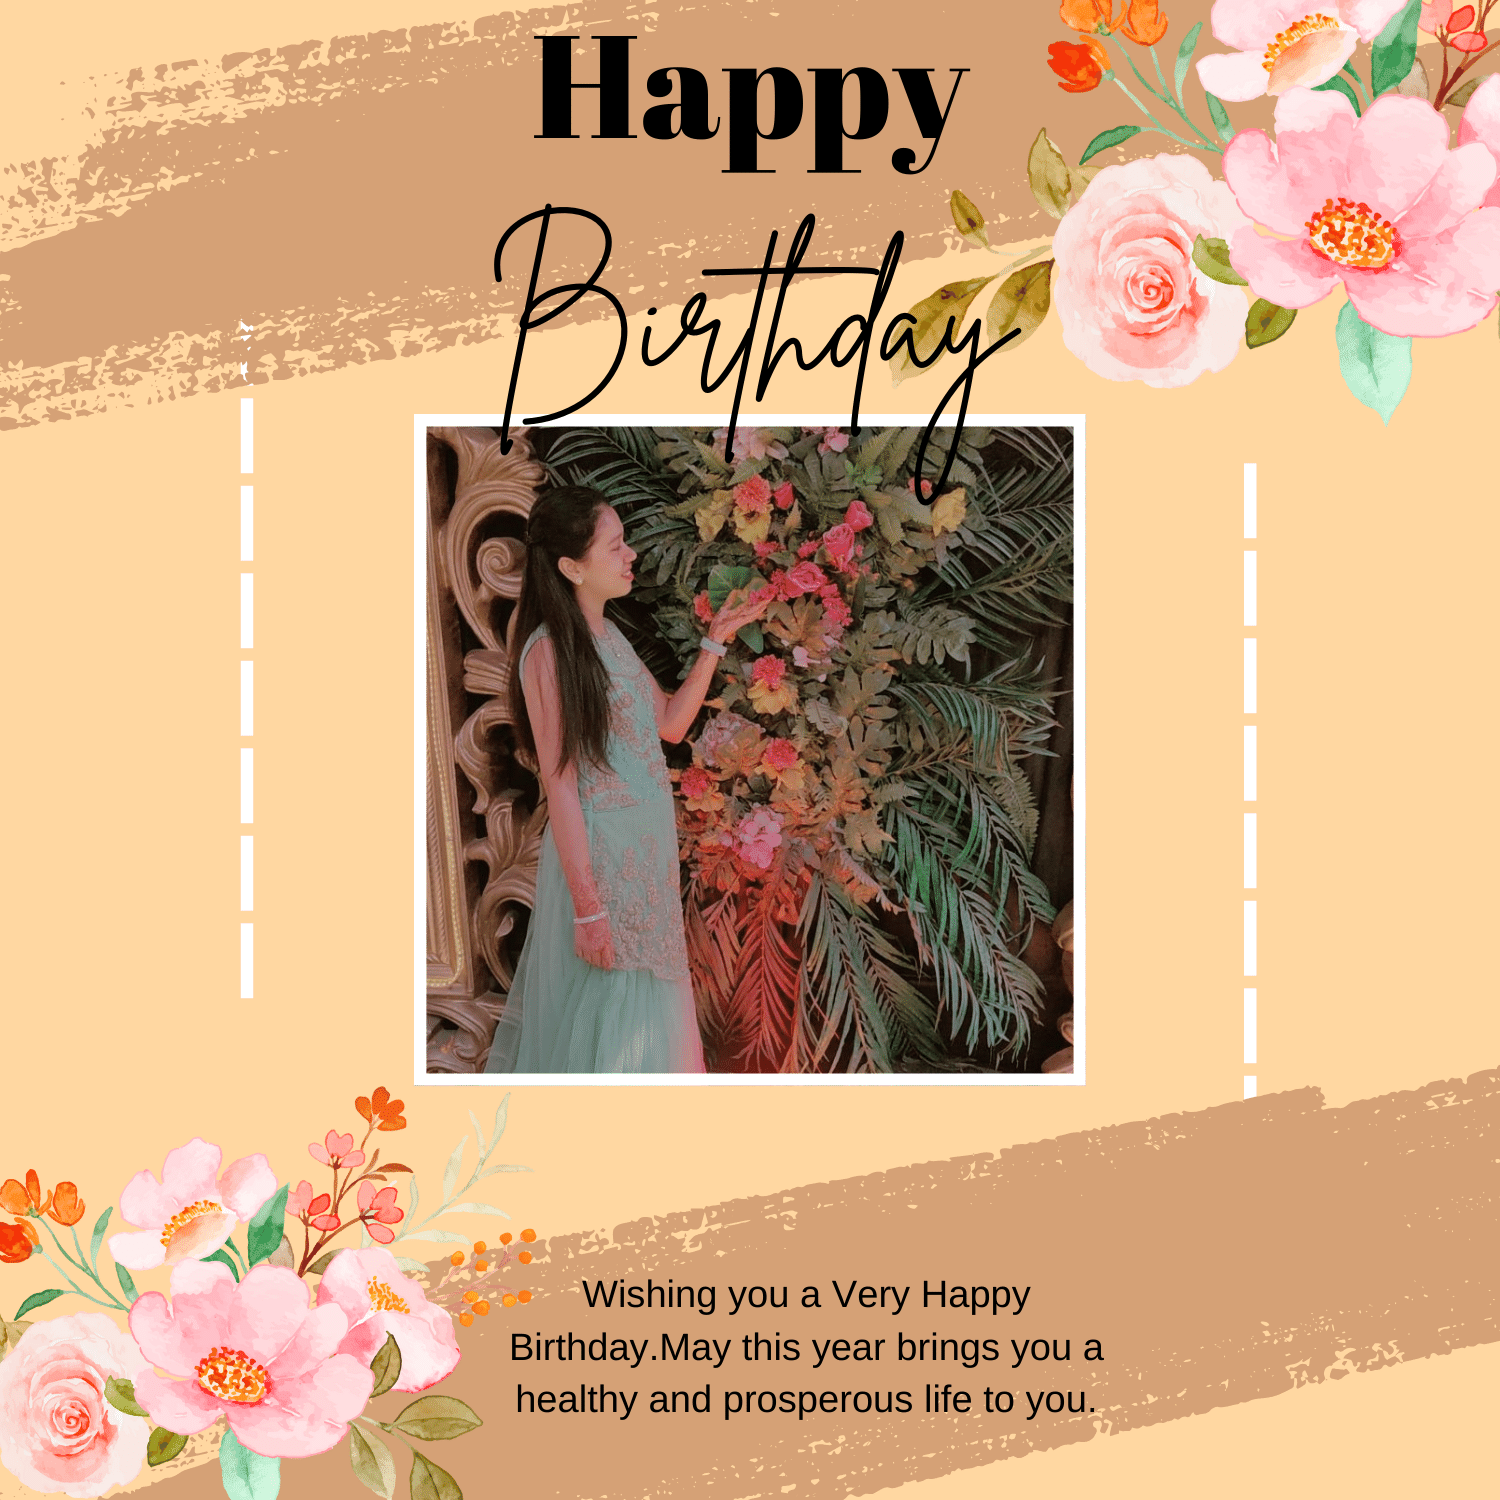 Happy
Birthday
Wishing you a Very Happy
Birthday.May this year brings you a
healthy and prosperous life to you.